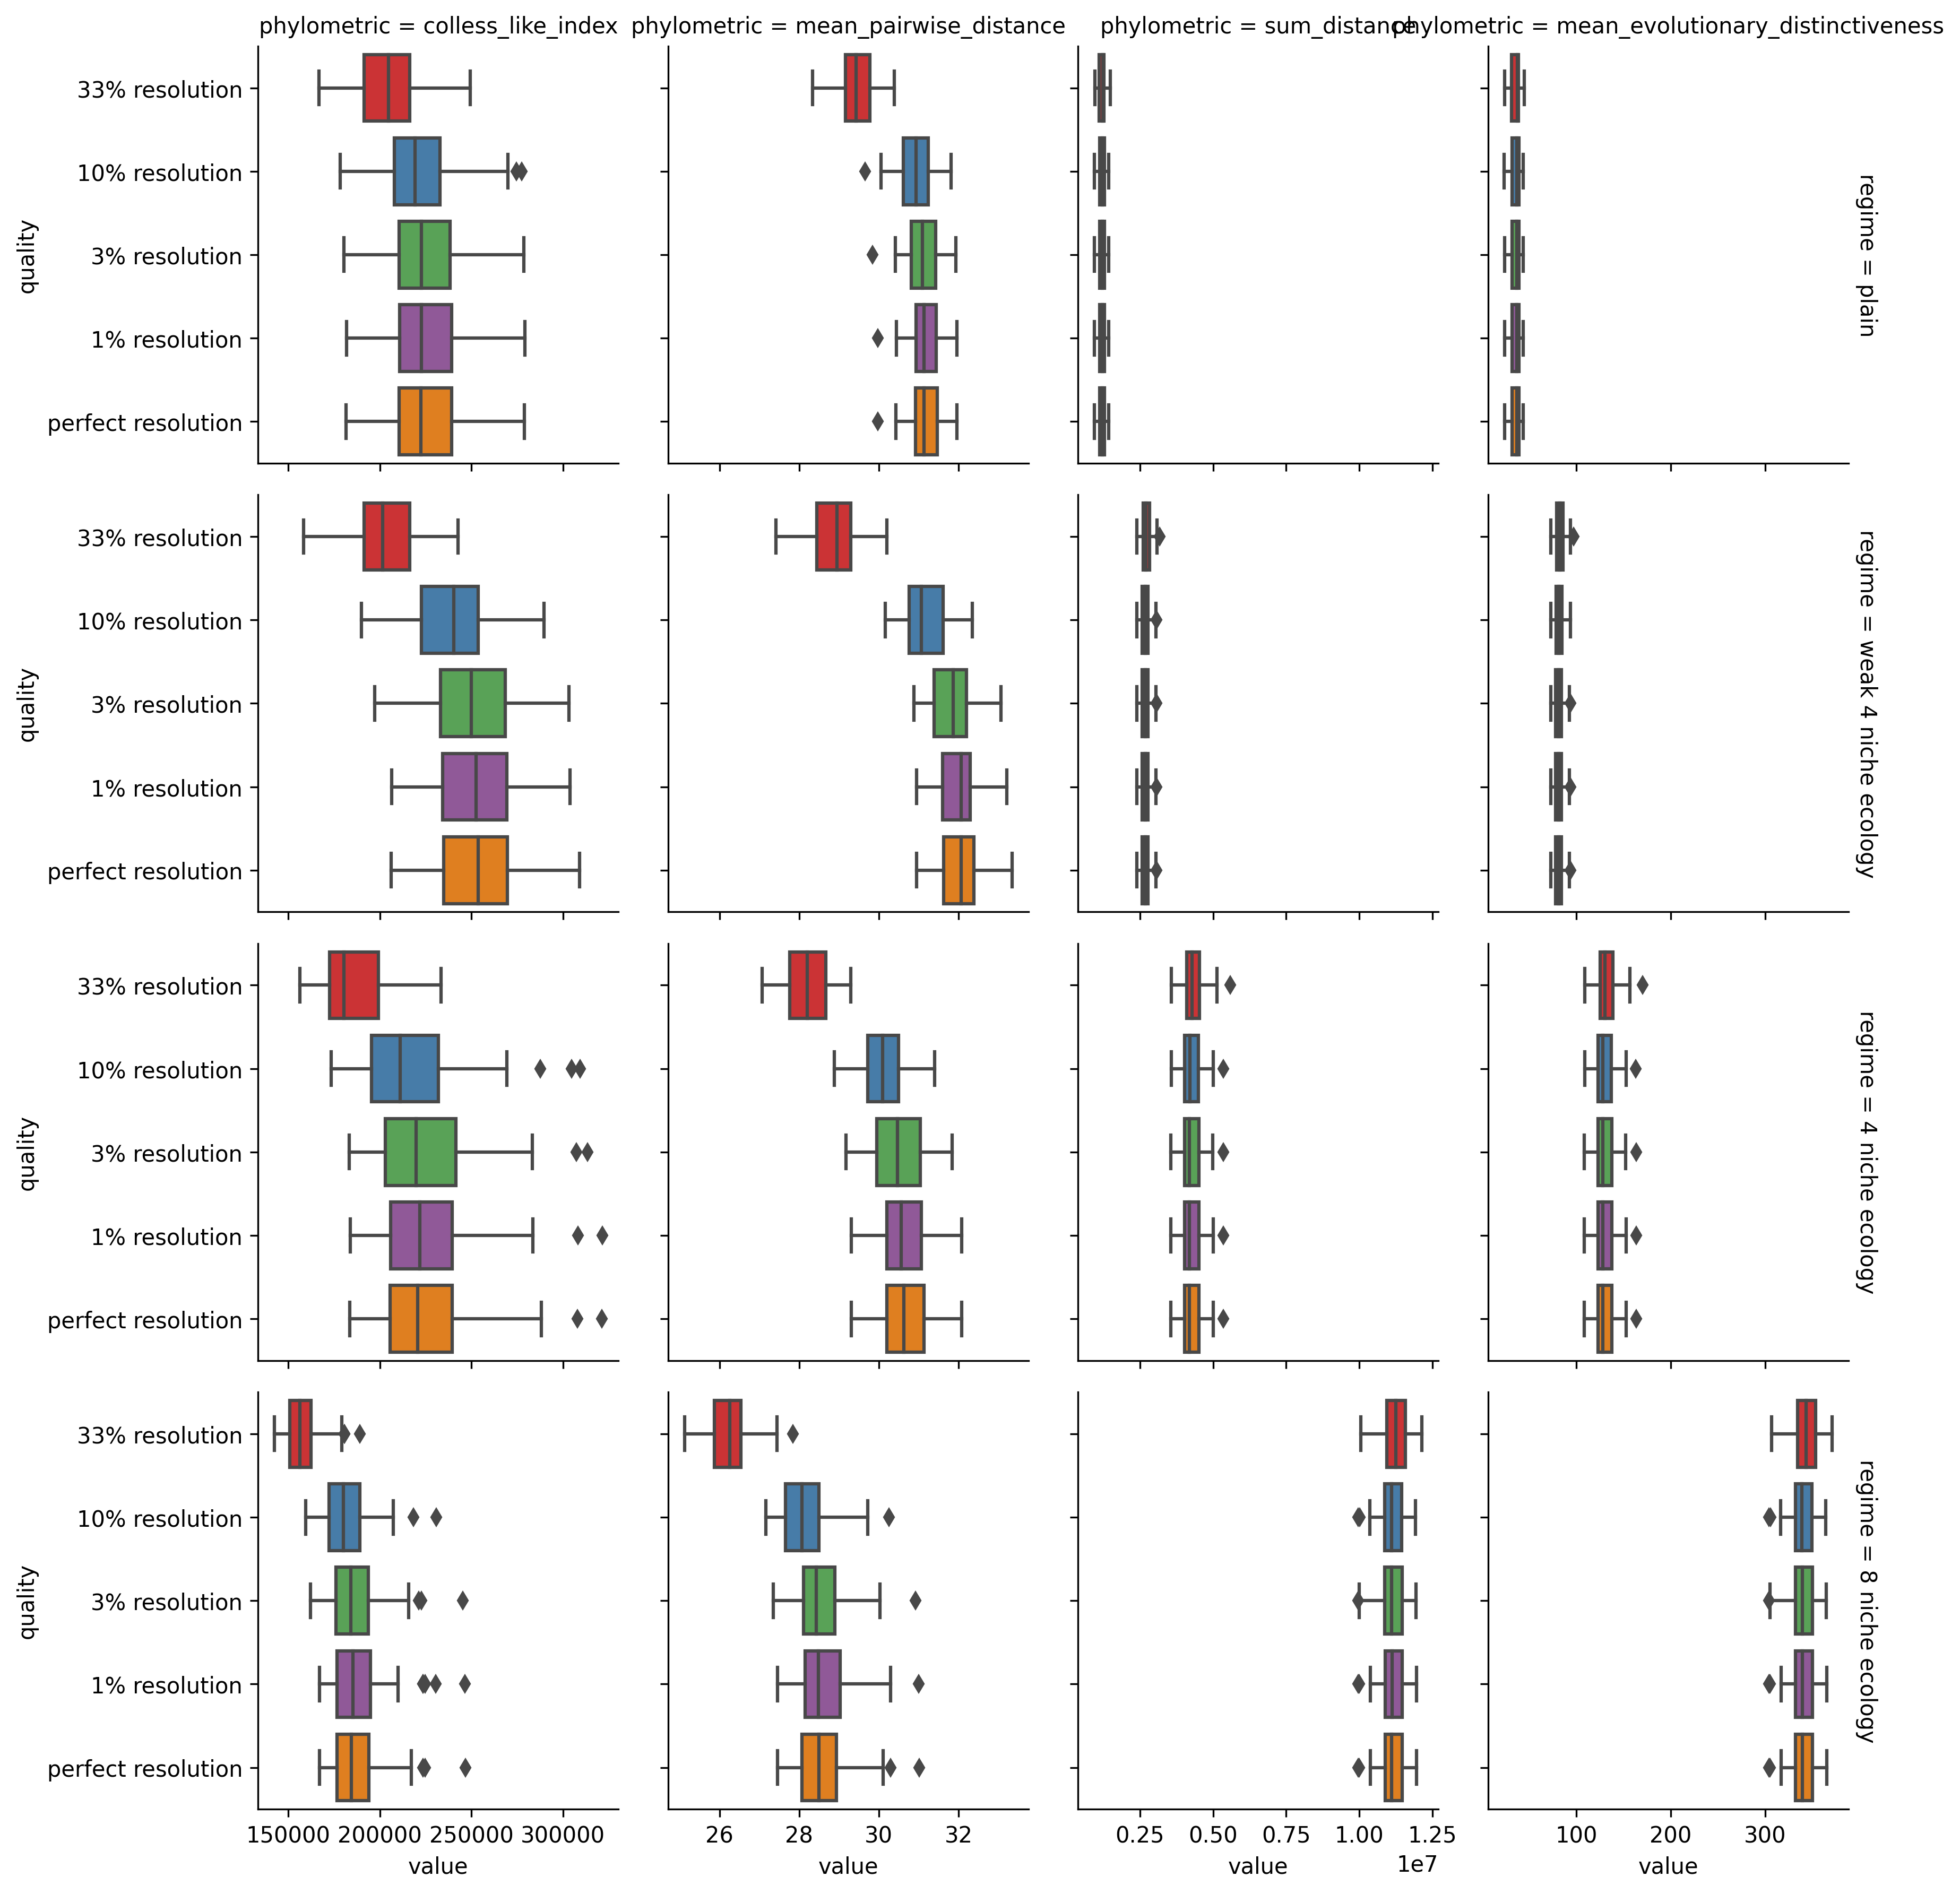 phylometric = colless_like_index
phylometric = mean_pairwise_distance
phylometric = sum_distance
phylometric = mean_evolutionary_distinctiveness
33% resolution
10% resolution
3% resolution
1% resolution
perfect resolution
quality
regime = plain
33% resolution
10% resolution
3% resolution
1% resolution
perfect resolution
quality
regime = weak 4 niche ecology
33% resolution
10% resolution
3% resolution
1% resolution
perfect resolution
quality
regime = 4 niche ecology
33% resolution
10% resolution
3% resolution
1% resolution
perfect resolution
quality
regime = 8 niche ecology
150000 200000 250000 300000
value
26 28 30 32
value
0.25 0.50 0.75 1.00 1.25
1e7
value
100 200 300
value